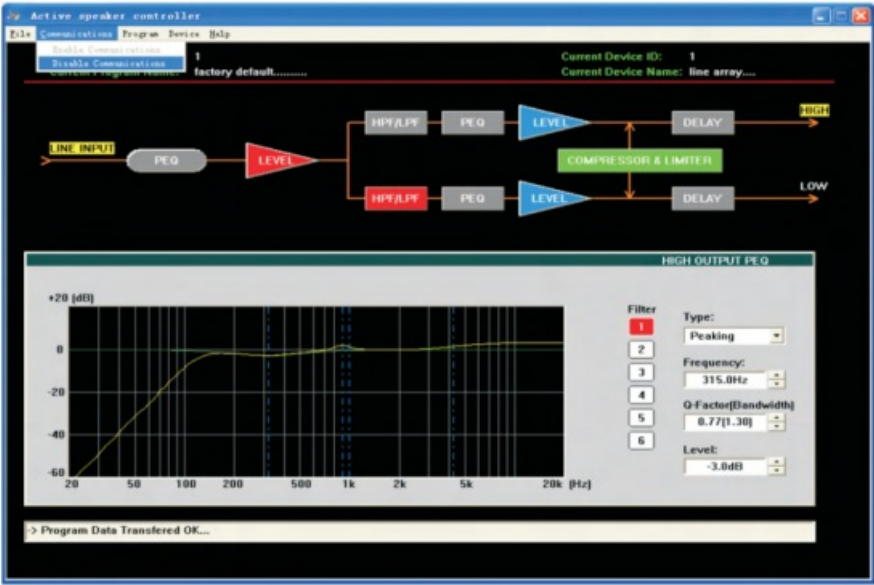 Active speaker controller
File Communications Program Device Help
Enable Communications
Disable Communications
1
Current Program Name: factory default.........
Current Device ID: 1
Current Device Name: line array....
HIGH
HPF/LPF PEQ LEVEL DELAY
LINE INPUT
PEQ LEVEL COMPRESSOR & LIMITER
LOW
HPF/LPF PEQ LEVEL DELAY
HIGH OUTPUT PEQ
+20 (dB)
0
-20
-40
-60
20 50 100 200 500 1k 2k 5k 20k (Hz)
Filter
1
2
3
4
5
6
Type:
Peaking
Frequency:
315.0Hz
Q-Factor(Bandwidth)
0.77(1.30)
Level:
-3.0dB
-> Program Data Transfered OK...